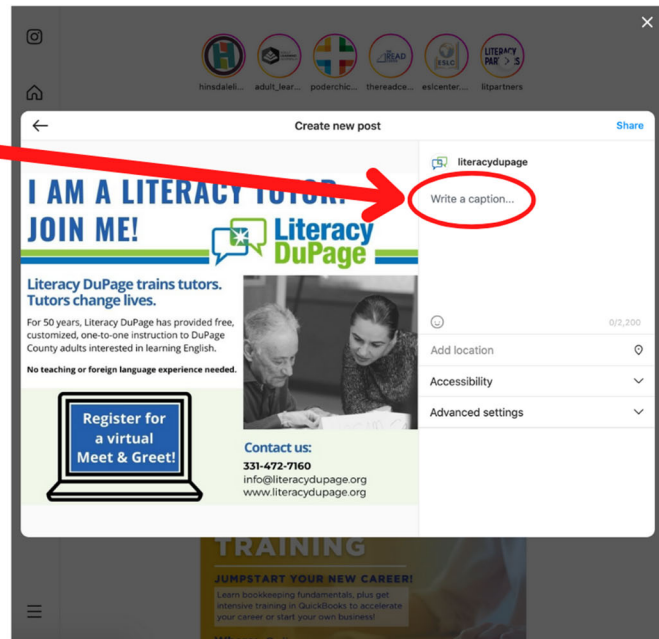 hinsdaleli... adult_lear... poderchic... thereadce... eslcenter.... litpartners
READ
ESLC
LITERACY
PAR S
Create new post
Share
literacydupage
Write a caption...
I AM A LITERACY TUTOR.
JOIN ME!
Literacy
DuPage
Literacy DuPage trains tutors.
Tutors change lives.
For 50 years, Literacy DuPage has provided free,
customized, one-to-one instruction to DuPage
County adults interested in learning English.
No teaching or foreign language experience needed.
Register for
a virtual
Meet & Greet!
Contact us:
331-472-7160
info@literacydupage.org
www.literacydupage.org
0/2,200
Add location
Accessibility
Advanced settings
TRAINING
JUMPSTART YOUR NEW CAREER!
Learn bookkeeping fundamentals, plus get
intensive training in QuickBooks to accelerate
your career or start your own business!